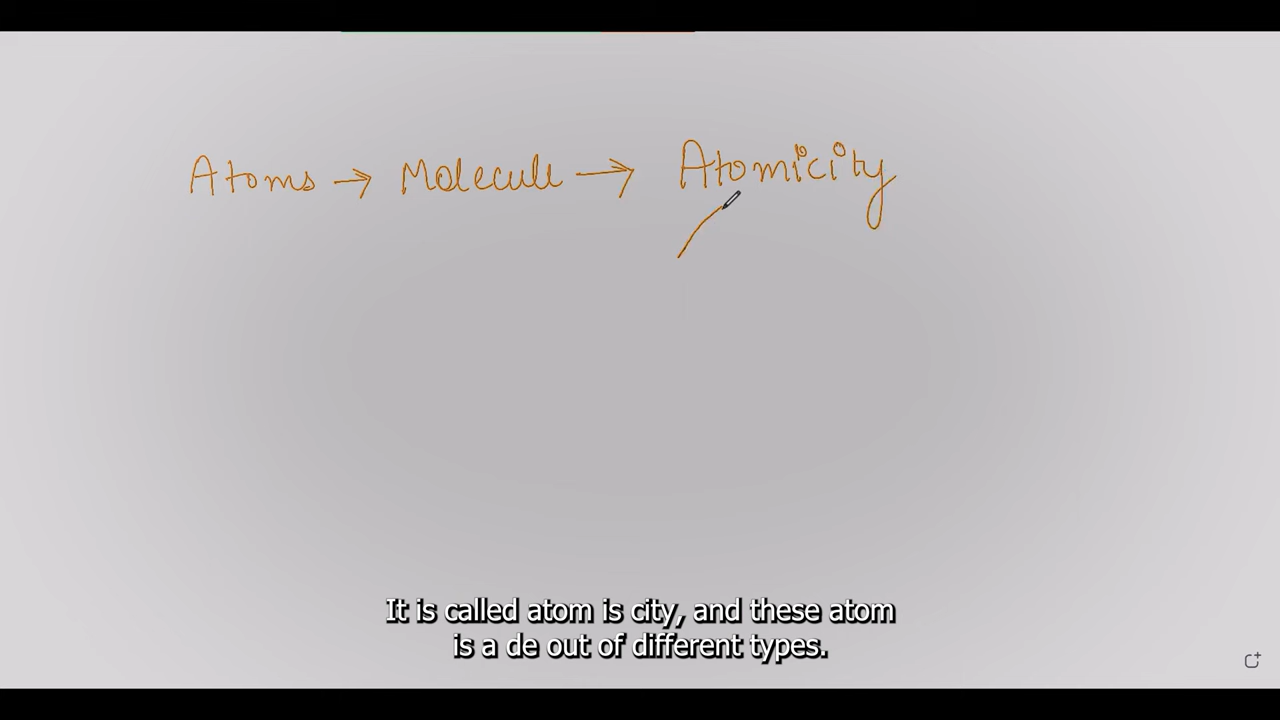 Atoms → Molecule → Atomicity
It is called atom is city, and these atom
is a de out of different types.